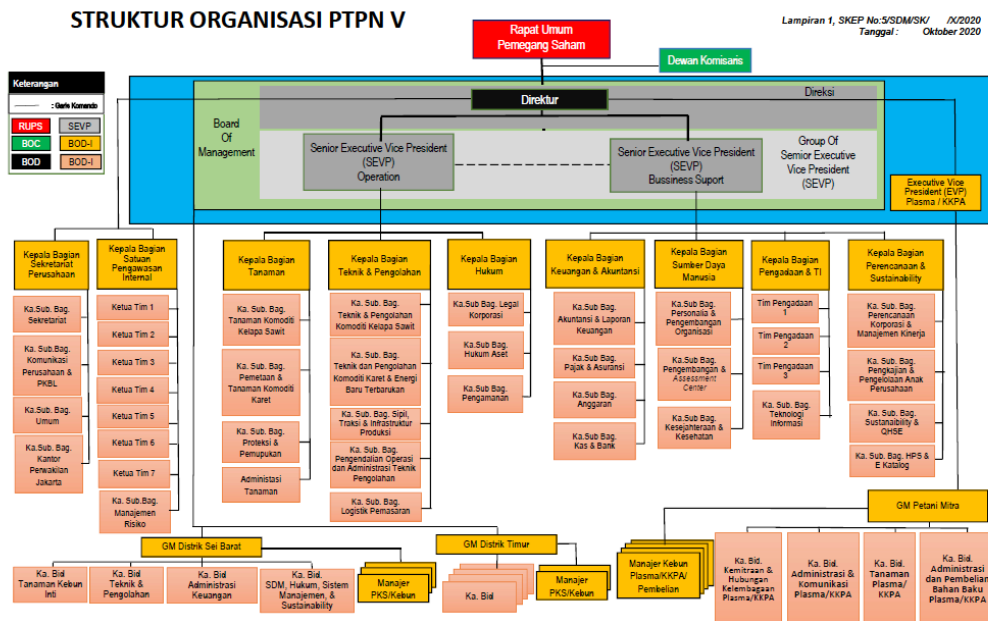 STRUKTUR ORGANISASI PTPN V
Lampiran 1, SKEP No:5/SDM/SK/ /X/2020
Tanggal : Oktober 2020
Rapat Umum
Pemegang Saham
Dewan Komisaris
Keterangan
: Garis Komando
RUPS
SEVP
BOC
BOD-I
BOD
BOD-I
Direksi
Direktur
Board
Of
Management
Senior Executive Vice President
(SEVP)
Operation
Senior Executive Vice President
(SEVP)
Bussiness Suport
Group Of
Semior Executive
Vice President
(SEVP)
Executive Vice
President (EVP)
Plasma / KKPA
Kepala Bagian
Sekretariat
Perusahaan
Ka.Sub Bag.
Sekretariat
Ka. Sub.Bag.
Komunikasi
Perusahaan &
PKBL
Ka.Sub.Bag.
Umum
Ka.Sub.Bag.
Kantor
Perwakilan
Jakarta
Kepala Bagian
Satuan
Pengawasan
Internal
Ketua Tim 1
Ketua Tim 2
Ketua Tim 3
Ketua Tim 4
Ketua Tim 5
Ketua Tim 6
Ketua Tim 7
Ka. Sub.Bag.
Manajemen
Risiko
Kepala Bagian
Tanaman
Ka. Sub. Bag.
Tanaman Komoditi
Kelapa Sawit
Ka. Sub. Bag.
Pemetaan &
Tanaman Komoditi
Karet
Ka. Sub. Bag.
Proteksi &
Pemupukan
Administasi
Tanaman
Kepala Bagian
Teknik & Pengolahan
Ka. Sub. Bag.
Teknik & Pengolahan
Komoditi Kelapa Sawit
Ka. Sub. Bag.
Teknik dan Pengolahan
Komoditi Karet & Energi
Baru Terbarukan
Ka. Sub. Bag. Sipil,
Traksi & Infrastruktur
Produksi
Ka. Sub. Bag.
Pengendalian Operasi
dan Administrasi Teknik
Pengolahan
Ka. Sub. Bag.
Logistik Pemasaran
Kepala Bagian
Hukum
Ka.Sub Bag. Legal
Korporasi
Ka.Sub Bag.
Hukum Aset
Ka.Sub Bag.
Pengamanan
Kepala Bagian
Keuangan & Akuntansi
Ka.Sub Bag.
Akuntansi & Laporan
Keuangan
Ka.Sub Bag.
Pajak & Asuransi
Ka.Sub Bag.
Anggaran
Ka.Sub Bag.
Kas & Bank
Kepala Bagian
Sumber Daya
Manusia
Ka.Sub Bag.
Personalia &
Pengembangan
Organisasi
Ka.Sub Bag.
Pengembangan &
Assessment
Center
Ka.Sub Bag.
Kesejahteraan &
Kesehatan
Kepala Bagian
Pengadaan & TI
Tim Pengadaan
1
Tim Pengadaan
2
Tim Pengadaan
3
Ka. Sub Bag.
Teknologi
Informasi
Kepala Bagian
Perencanaan &
Sustainability
Ka. Sub Bag.
Perencanaan
Korporasi &
Manajemen Kinerja
Ka. Sub Bag.
Pengkajian &
Pengelolaan Anak
Perusahaan
Ka. Sub Bag.
Sustanaibility &
QHSE
Ka. Sub Bag. HPS &
E Katalog
GM Petani Mitra
GM Distrik Sei Barat
Ka. Bid
Tanaman Kebun
Inti
Ka. Bid
Teknik &
Pengolahan
Ka. Bid
Administrasi
Keuangan
Ka. Bid.
SDM, Hukum, Sistem
Manajemen, &
Sustainability
Manajer
PKS/Kebun
GM Distrik Timur
Ka. Bid
Manajer
PKS/Kebun
Manajer Kebun
Plasma/KKPA/
Pembelian
Ka. Bid.
Kemitraan &
Hubungan
Kelembagaan
Plasma/KKPA
Ka. Bid.
Administrasi &
Komunikasi
Plasma/KKPA
Ka. Bid.
Tanaman
Plasma/
KKPA
Ka. Bid.
Administrasi
dan Pembelian
Bahan Baku
Plasma/KKPA